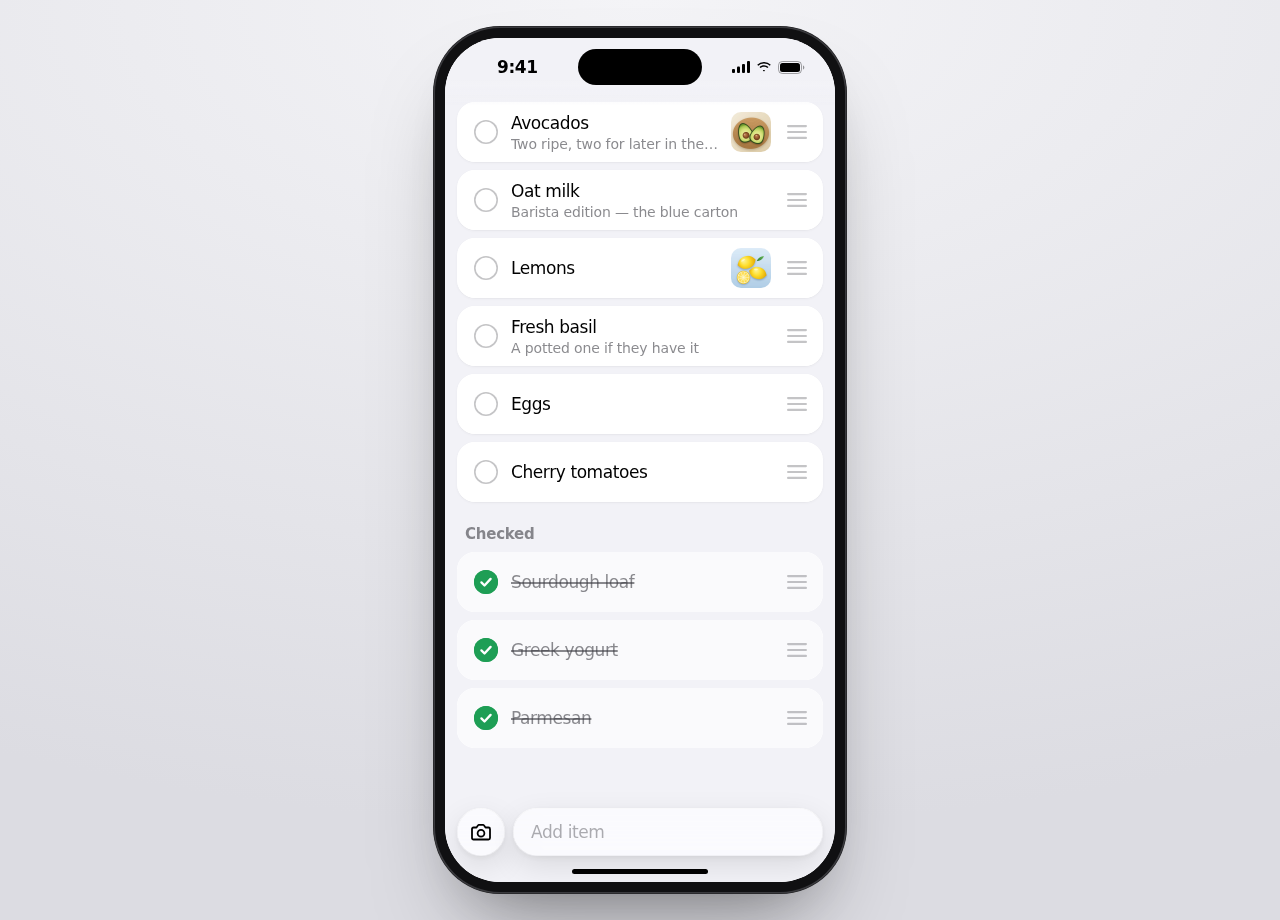 9:41
Avocados
Two ripe, two for later in the…
Oat milk
Barista edition — the blue carton
Lemons
Fresh basil
A potted one if they have it
Eggs
Cherry tomatoes
Checked
Sourdough loaf
Greek yogurt
Parmesan
Add item